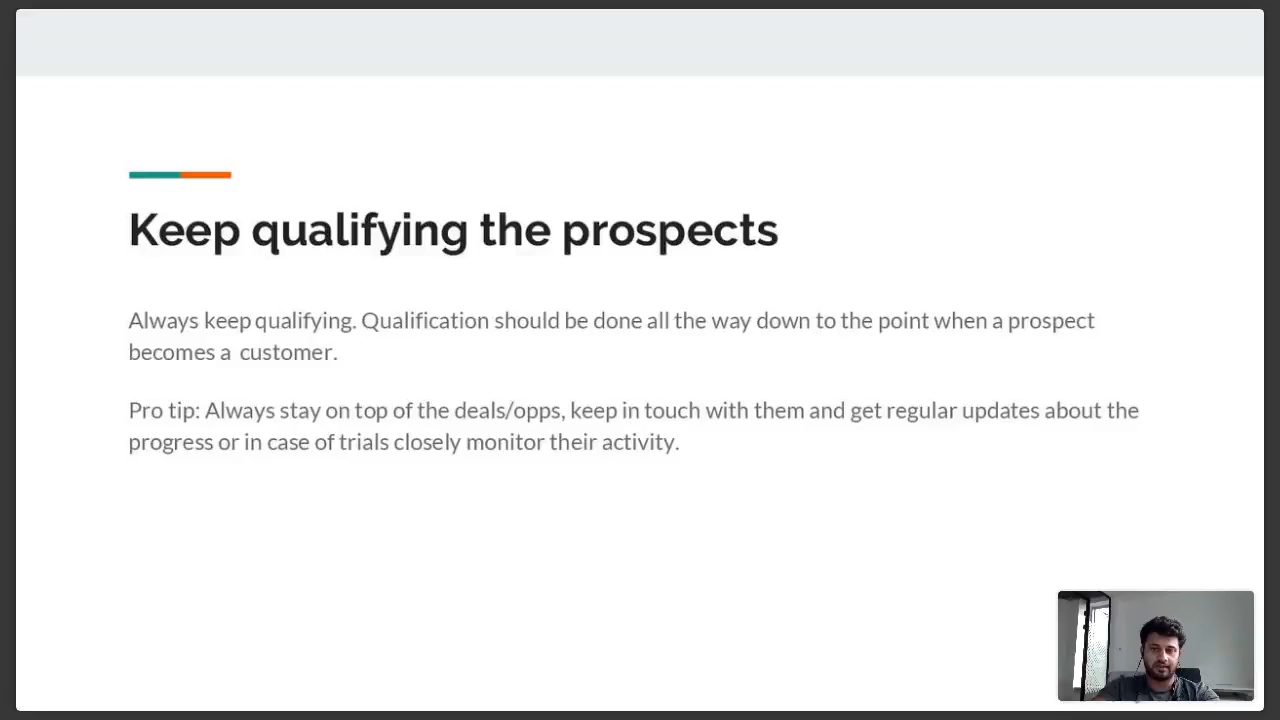 Keep qualifying the prospects
Always keep qualifying. Qualification should be done all the way down to the point when a prospect
becomes a customer.
Pro tip: Always stay on top of the deals/opps, keep in touch with them and get regular updates about the
progress or in case of trials closely monitor their activity.